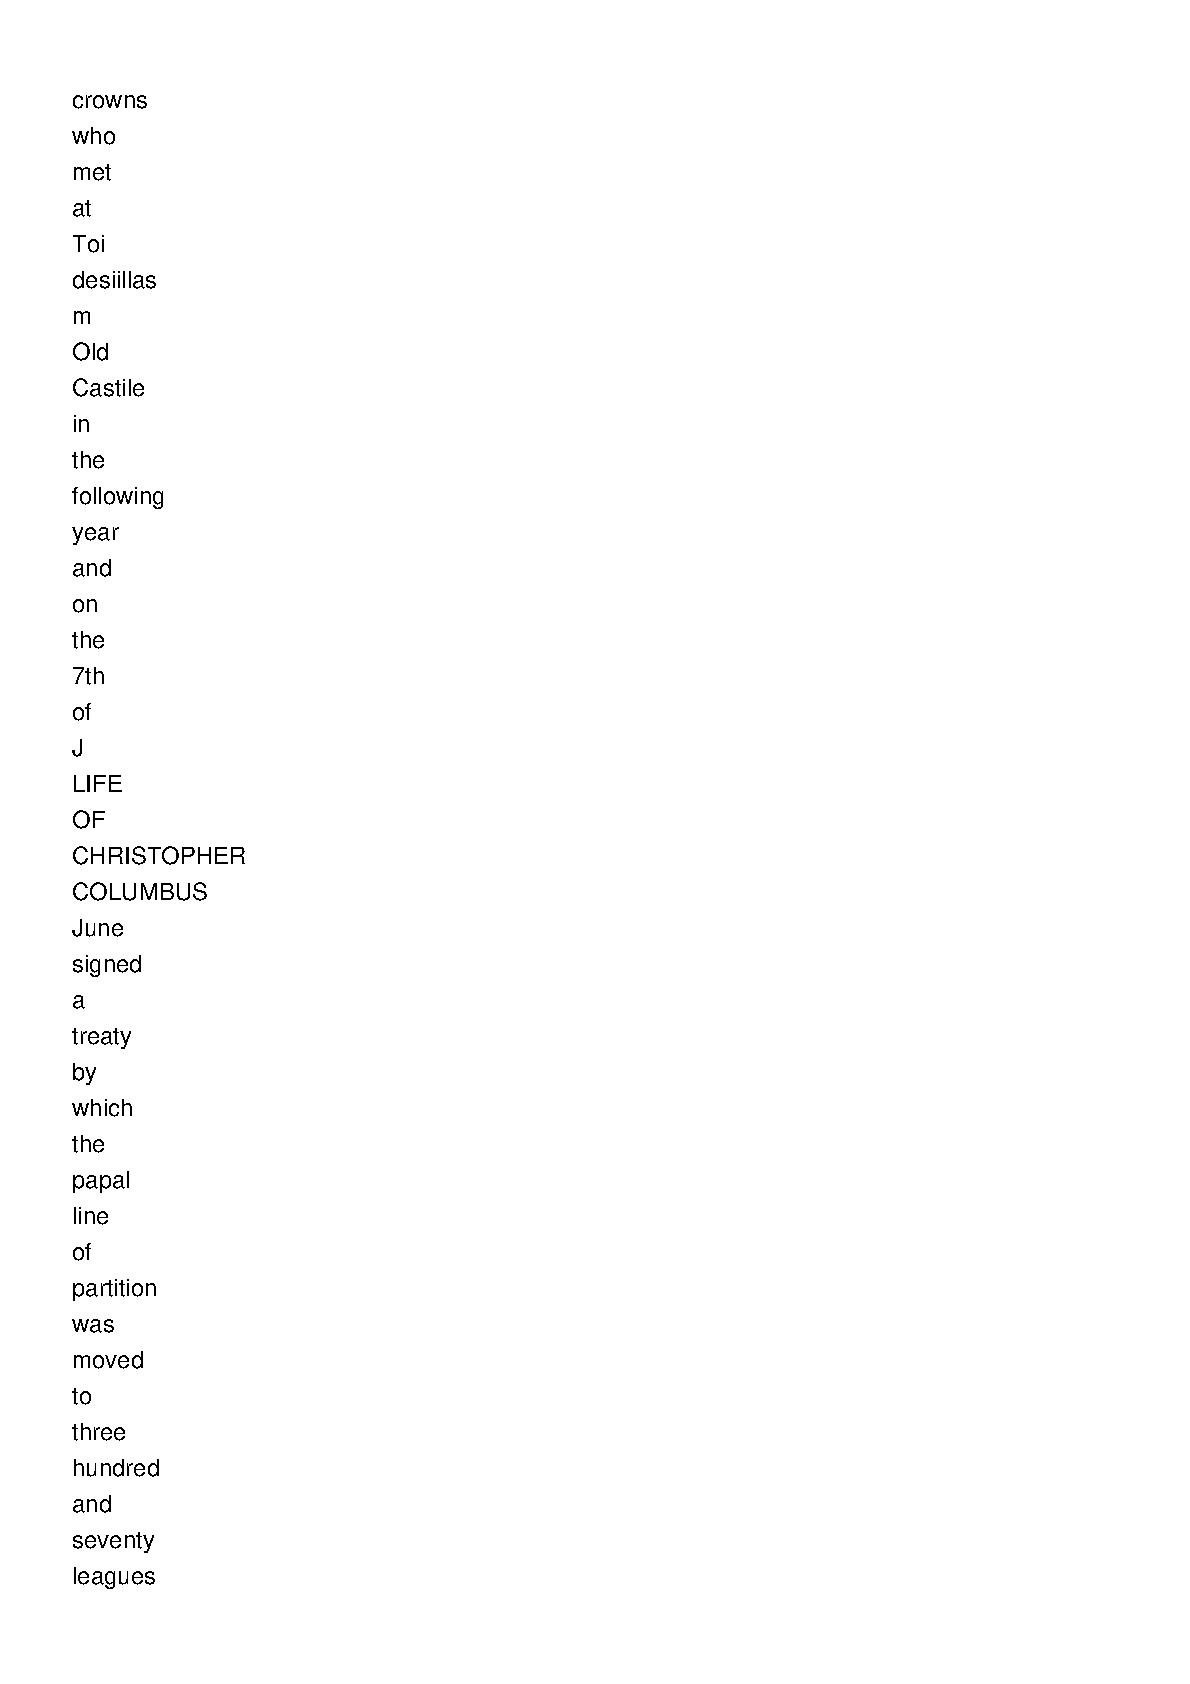 crowns
who
met
at
Toi
desiillas
m
Old
Castile
in
the
following
year
and
on
the
7th
of
J
LIFE
OF
CHRISTOPHER
COLUMBUS
June
signed
a
treaty
by
which
the
papal
line
of
partition
was
moved
to
three
hundred
and
seventy
leagues